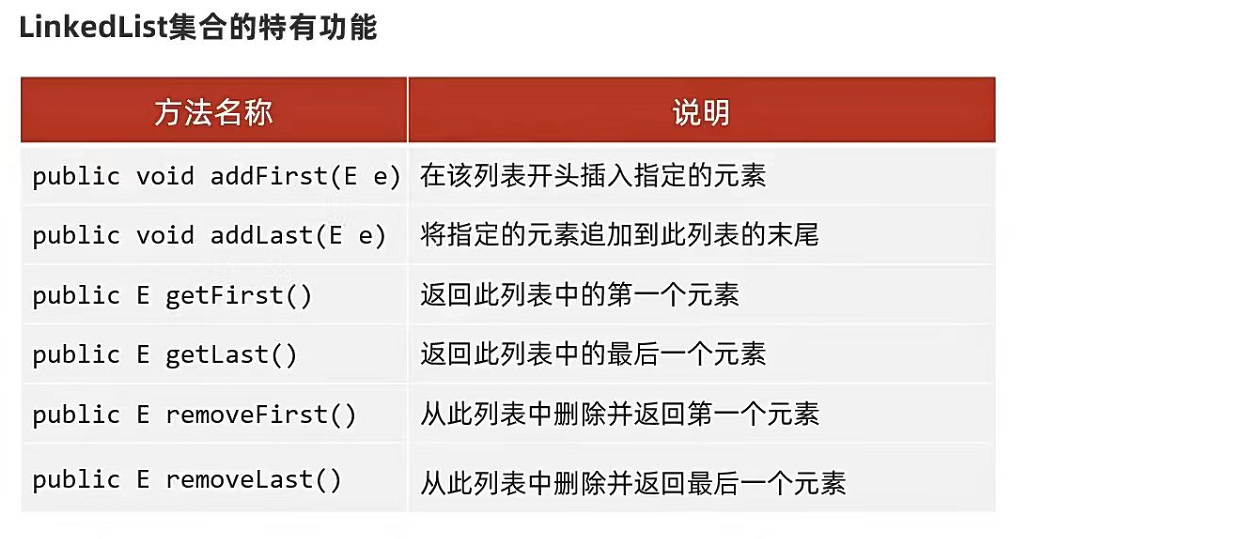 LinkedList集合的特有功能
方法名称 说明
public void addFirst(E e) 在该列表开头插入指定的元素
public void addLast(E e) 将指定的元素追加到此列表的末尾
public E getFirst() 返回此列表中的第一个元素
public E getLast() 返回此列表中的最后一个元素
public E removeFirst() 从此列表中删除并返回第一个元素
public E removeLast() 从此列表中删除并返回最后一个元素